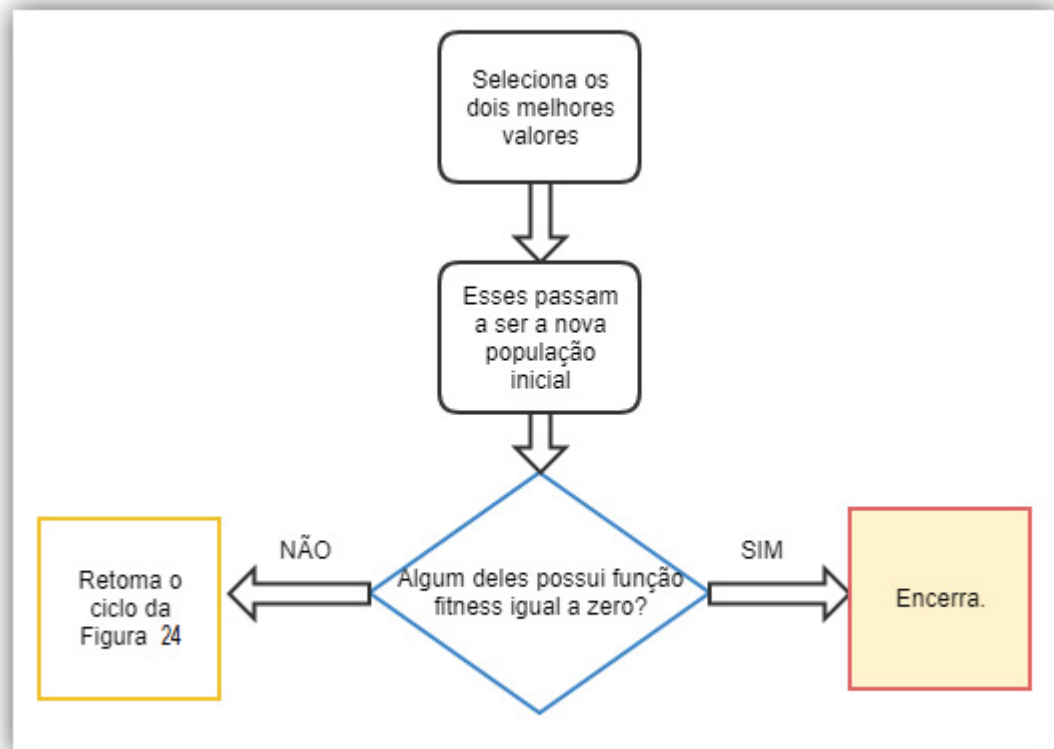 Seleciona os
dois melhores
valores
Esses passam
a ser a nova
população
inicial
NÃO
SIM
Algum deles possui função
fitness igual a zero?
Retoma o
ciclo da
Figura 24
Encerra.